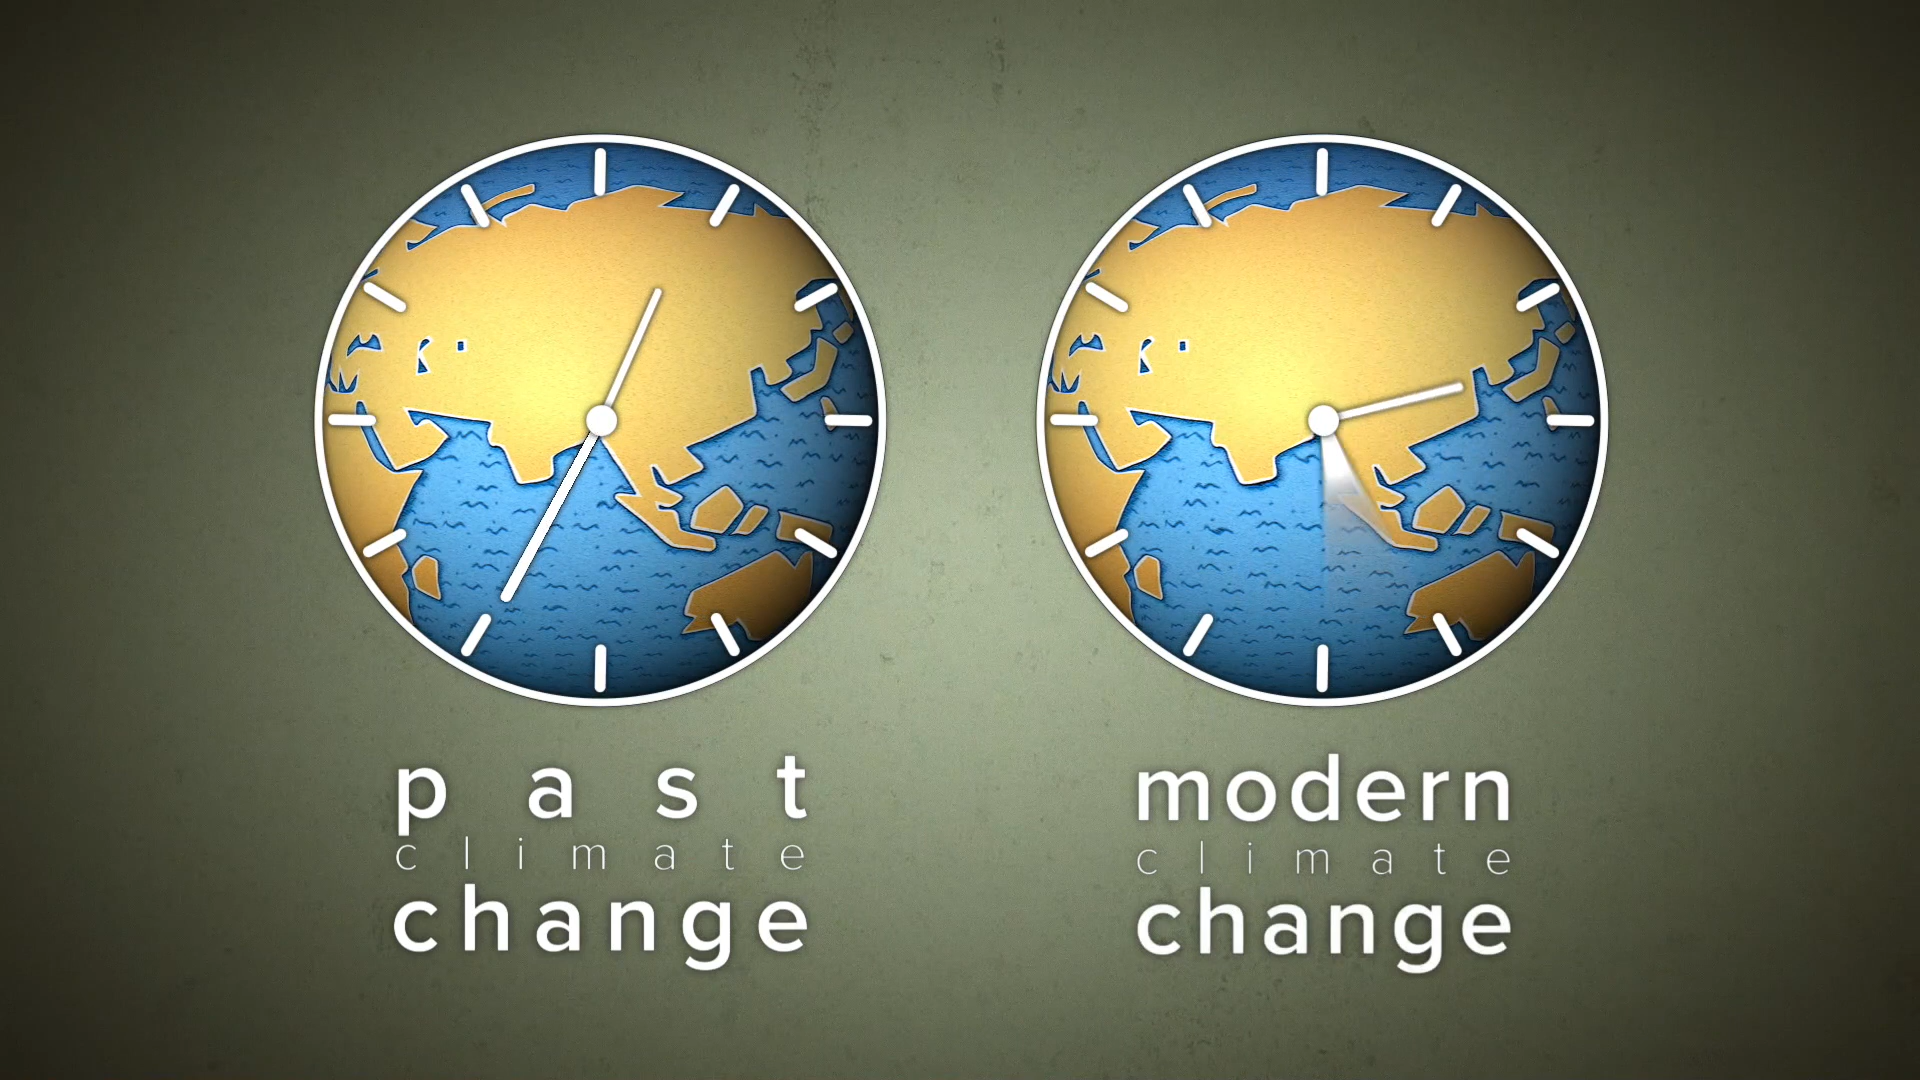 past
climate
change
modern
climate
change